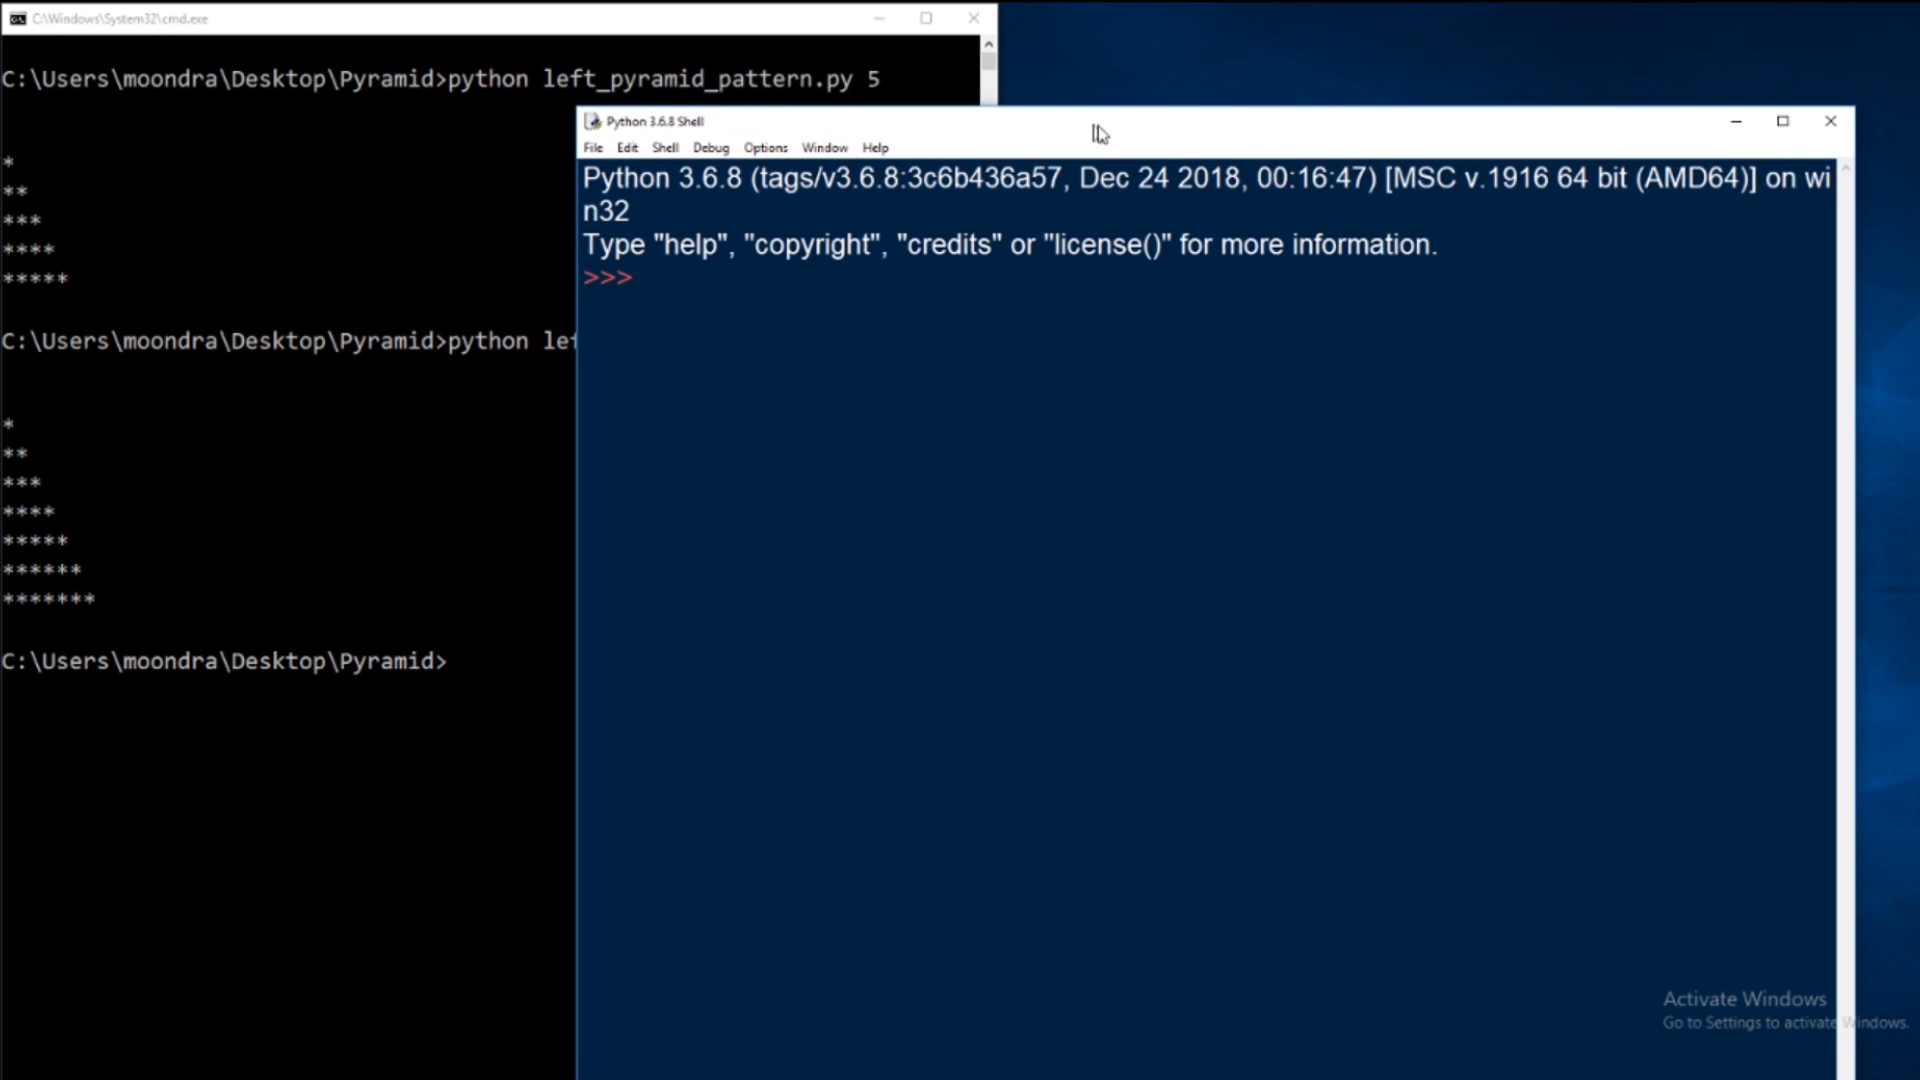 C:\Windows\System32\cmd.exe
C:\Users\moondra\Desktop\Pyramid>python left_pyramid_pattern.py 5
*
**
***
****
*****
C:\Users\moondra\Desktop\Pyramid>python lef
*
**
***
****
*****
******
*******
C:\Users\moondra\Desktop\Pyramid>
Python 3.6.8 Shell
File Edit Shell Debug Options Window Help
Python 3.6.8 (tags/v3.6.8:3c6b436a57, Dec 24 2018, 00:16:47) [MSC v.1916 64 bit (AMD64)] on wi
n32
Type "help", "copyright", "credits" or "license()" for more information.
>>>
Activate Windows
Go to Settings to activate Windows.